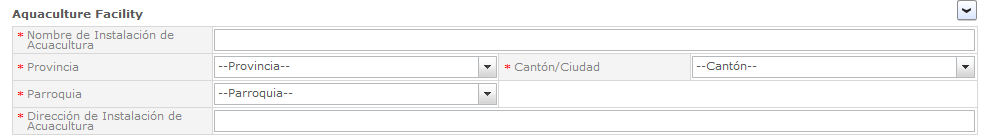 Aquaculture Facility
* Nombre de Instalación de
Acuacultura
* Provincia --Provincia-- * Cantón/Ciudad --Cantón--
* Parroquia --Parroquia--
* Dirección de Instalación de
Acuacultura